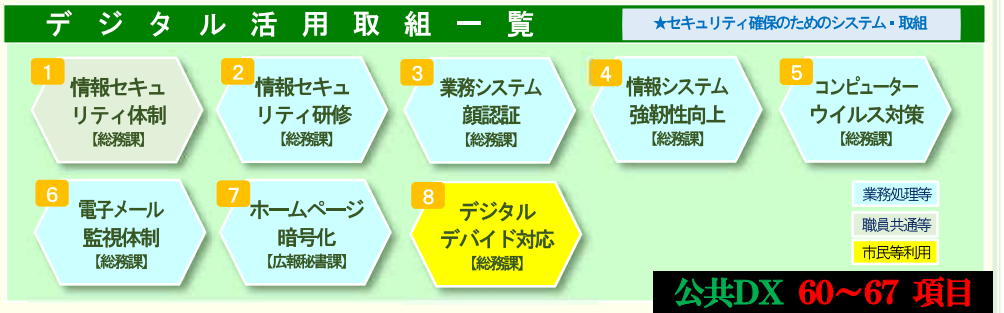 デジタル活用取組一覧
★セキュリティ確保のためのシステム・取組
1
情報セキュ
リティ体制
【総務課】
2
情報セキュ
リティ研修
【総務課】
3
業務システム
顔認証
【総務課】
4
情報システム
強靭性向上
【総務課】
5
コンピューター
ウイルス対策
【総務課】
6
電子メール
監視体制
【総務課】
7
ホームページ
暗号化
【広報秘書課】
8
デジタル
デバイド対応
【総務課】
業務処理等
職員共通等
市民等利用
公共DX 60～67 項目